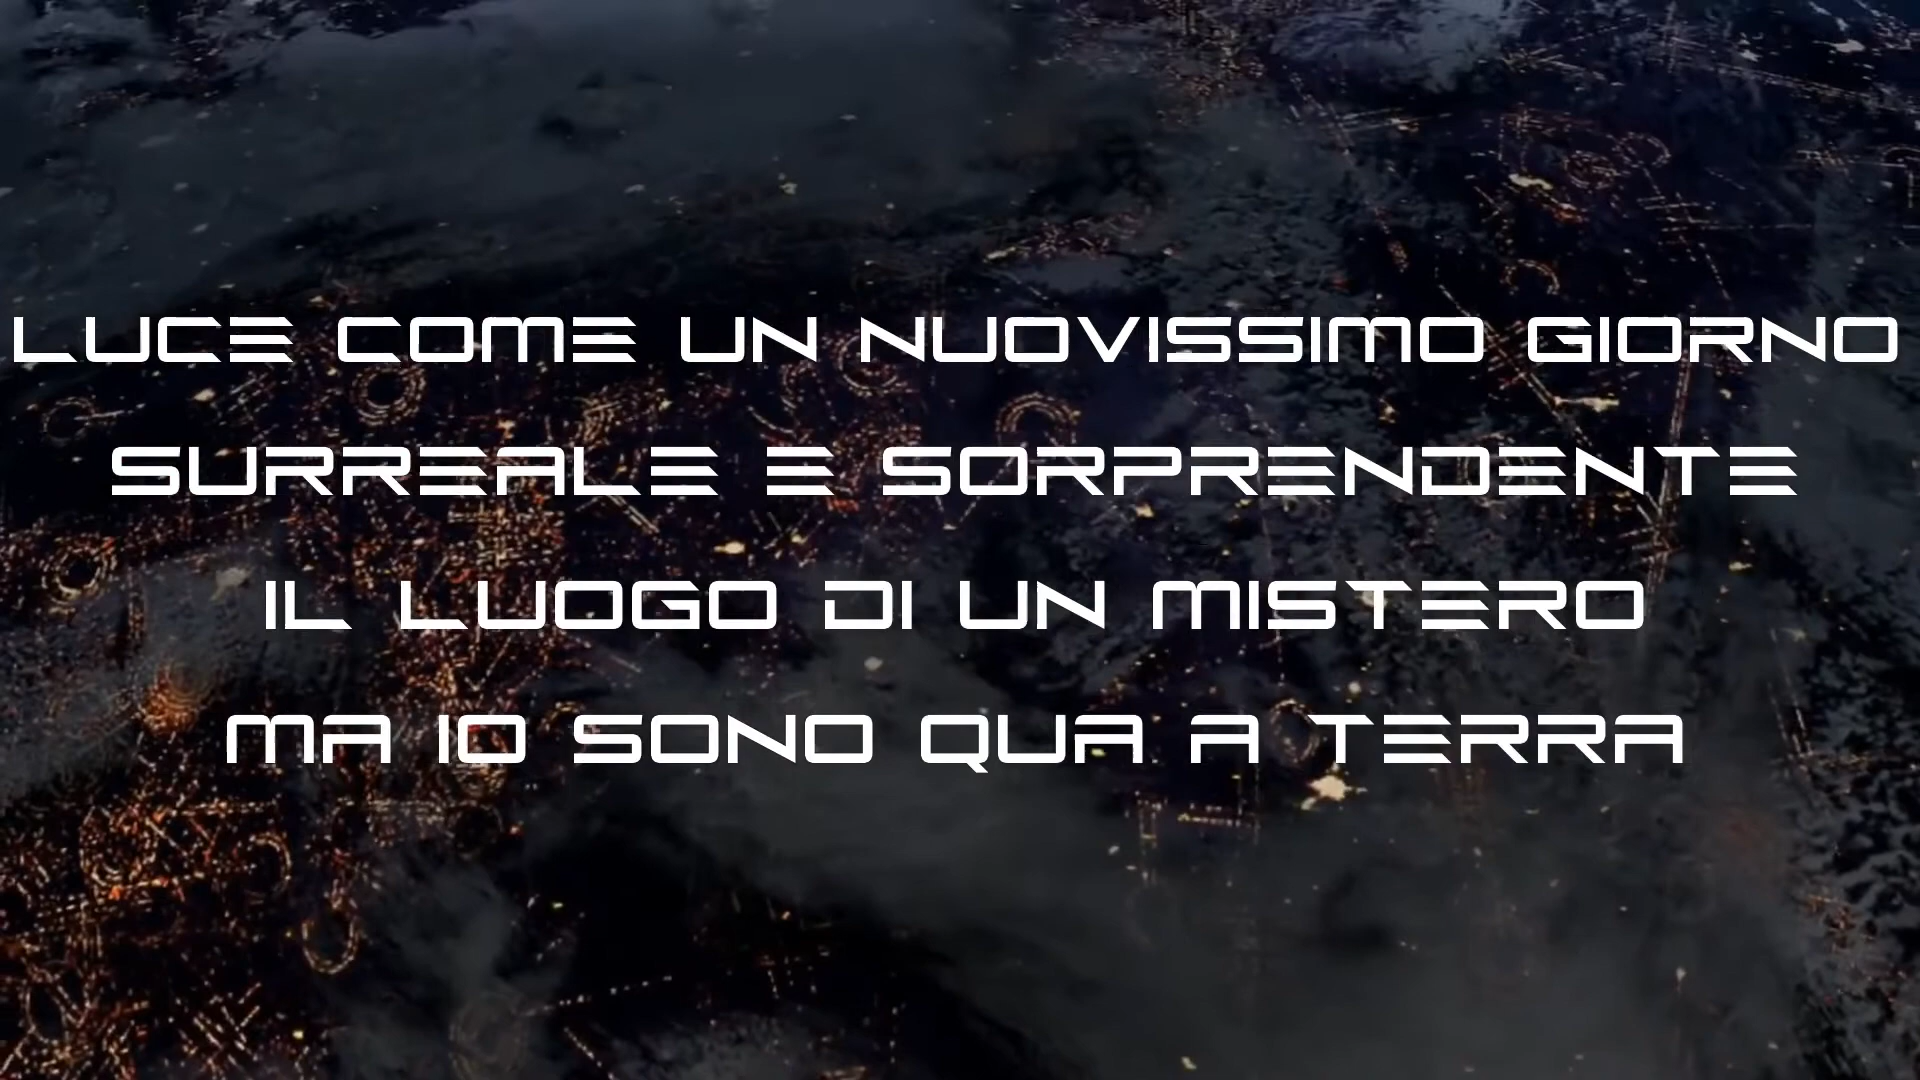 LUCE COME UN NUOVISSIMO GIORNO
SURREALE E SORPRENDENTE
IL LUOGO DI UN MISTERO
MA IO SONO QUA A TERRA